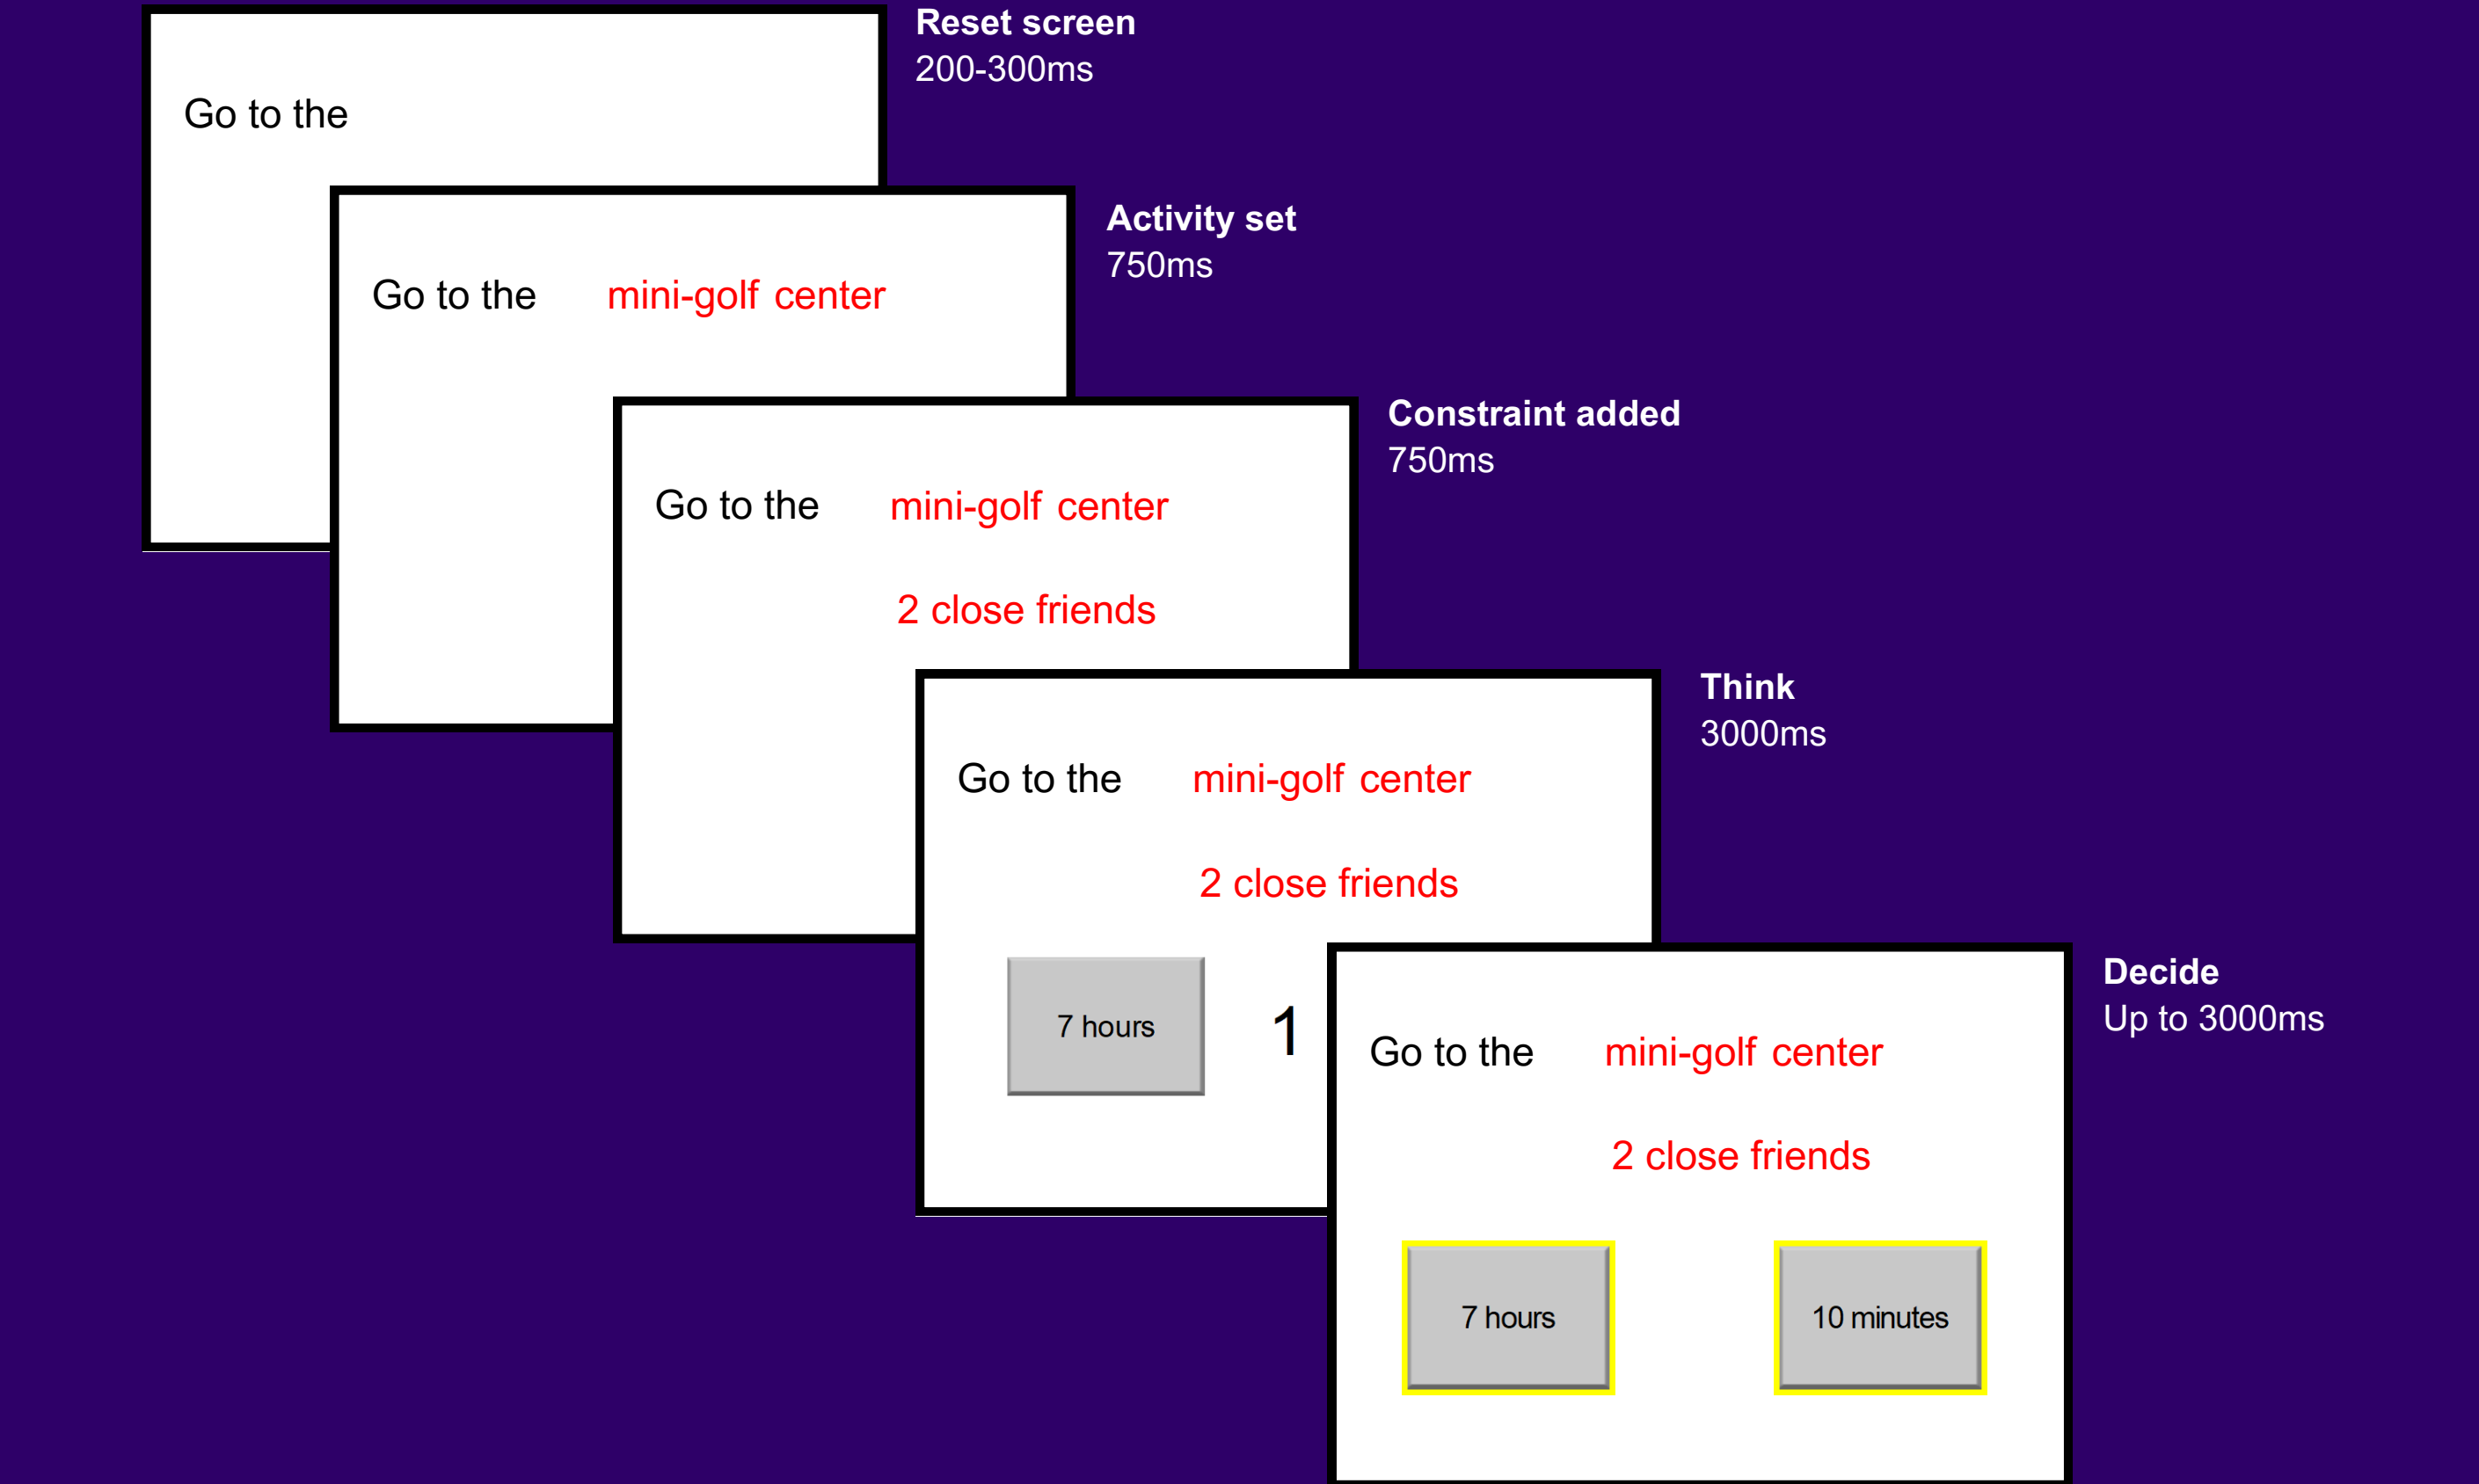 Reset screen
200-300ms
Go to the
Activity set
750ms
Go to the mini-golf center
Constraint added
750ms
Go to the mini-golf center
2 close friends
Think
3000ms
Go to the mini-golf center
2 close friends
7 hours 1
Decide
Up to 3000ms
Go to the mini-golf center
2 close friends
7 hours 10 minutes